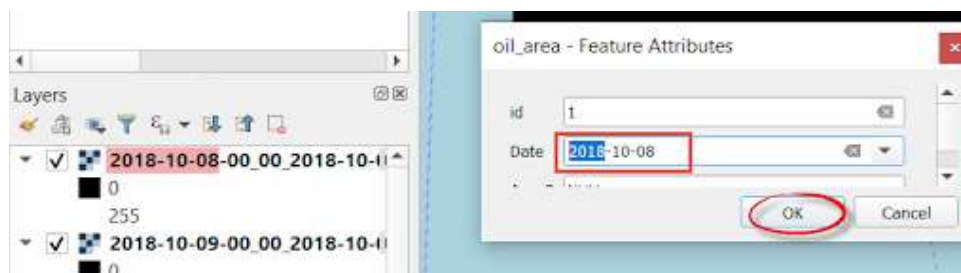 oil_area - Feature Attributes
Layers
id 1
Date 2018-10-08
2018-10-08-00_00_2018-10-
0
255
OK Cancel
2018-10-09-00_00_2018-10-
0